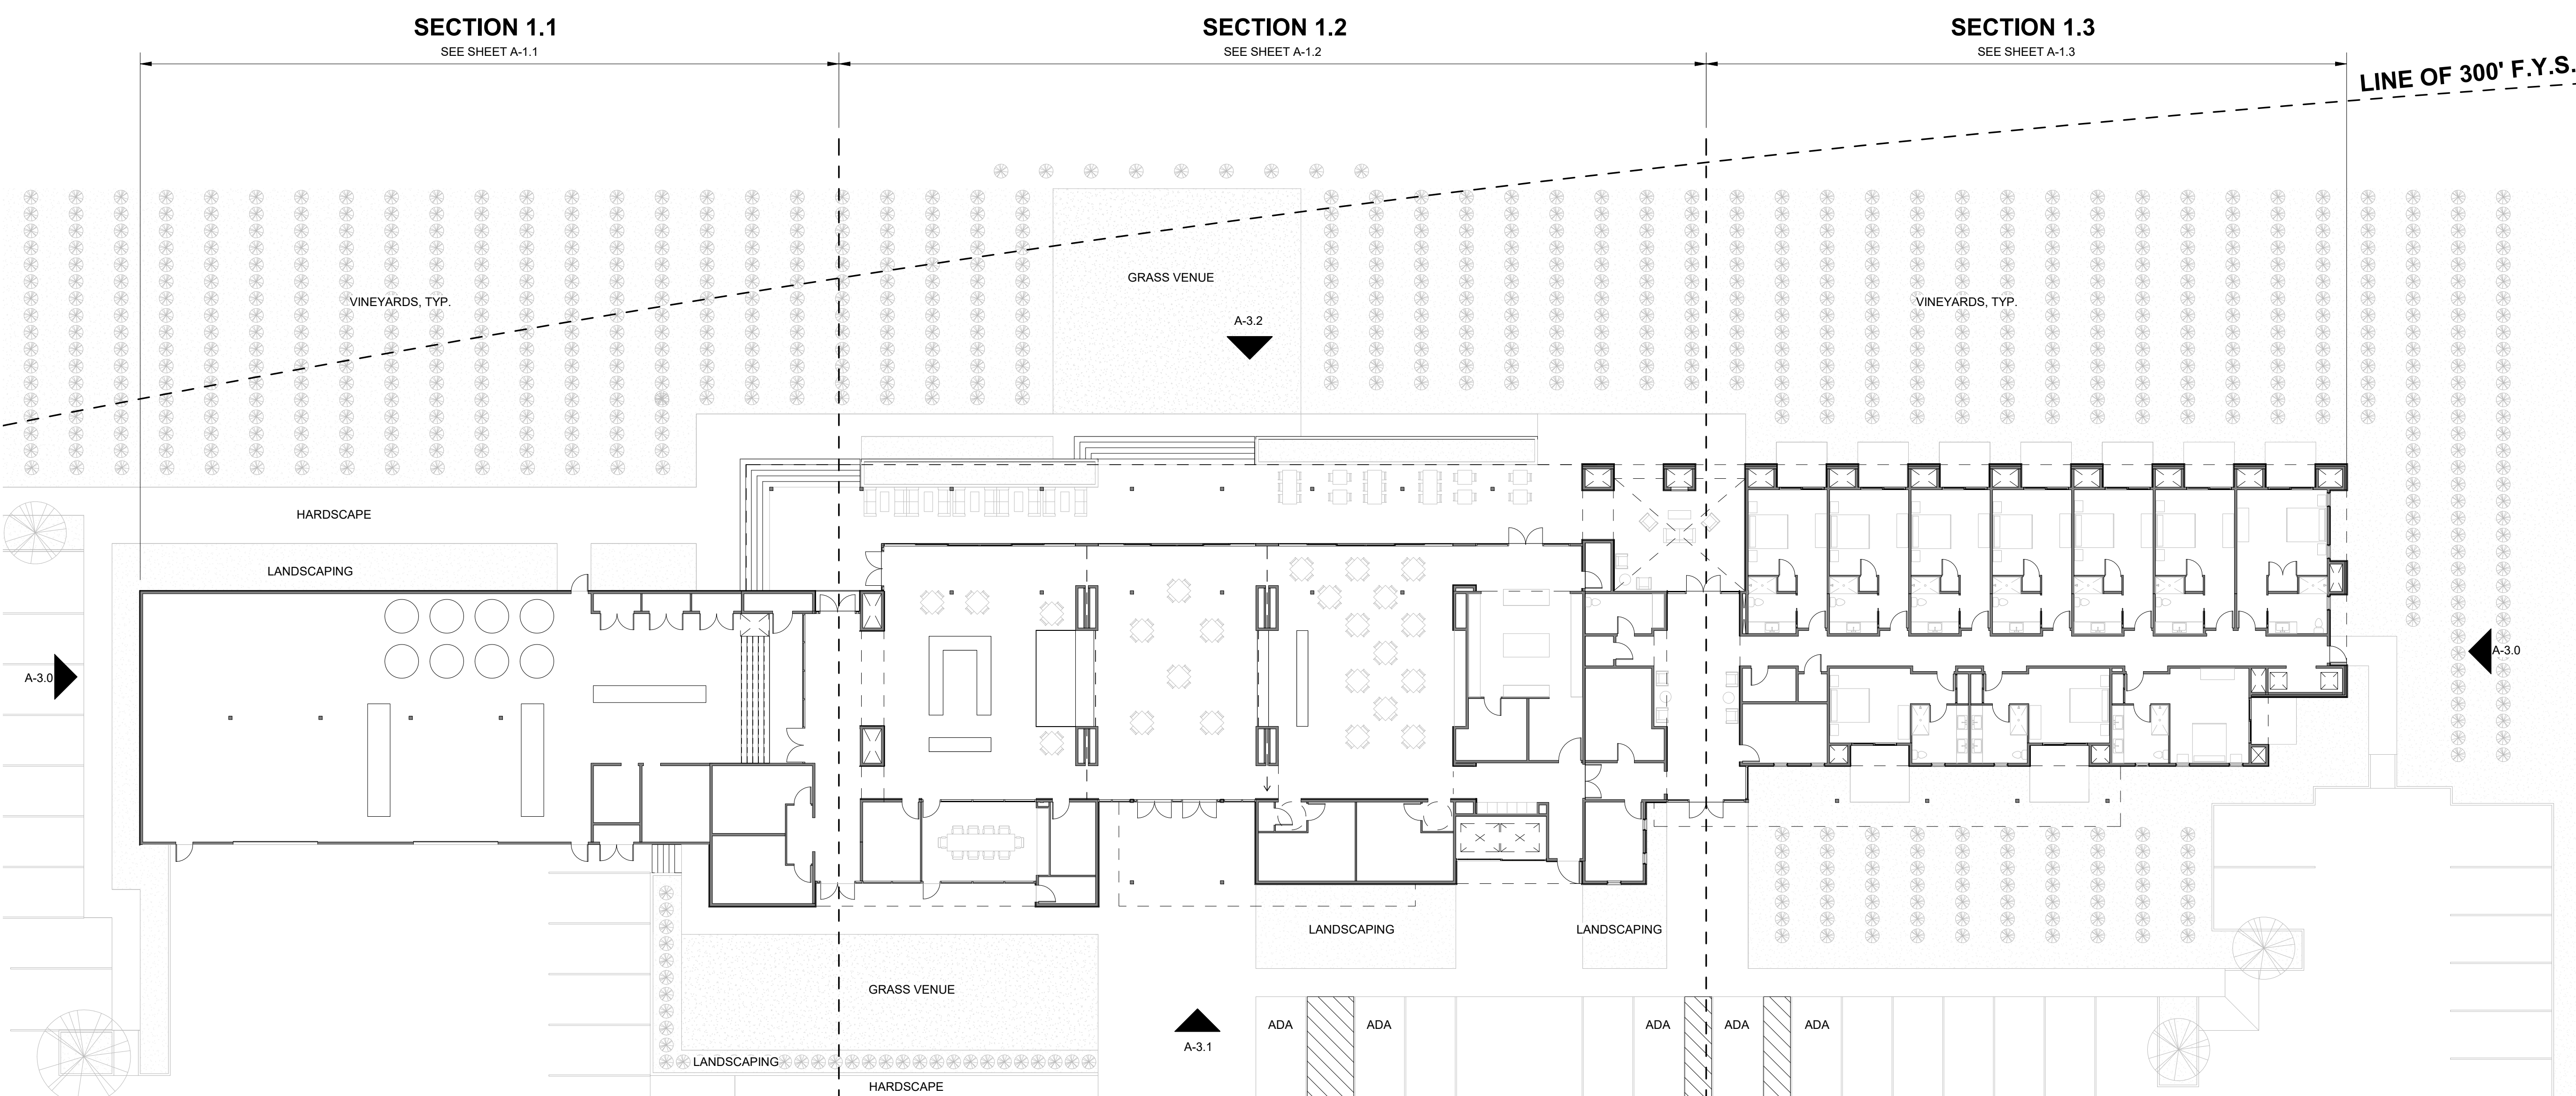 SECTION 1.1
SEE SHEET A-1.1
SECTION 1.2
SEE SHEET A-1.2
SECTION 1.3
SEE SHEET A-1.3
LINE OF 300' F.Y.S.
GRASS VENUE
VINEYARDS, TYP.
VINEYARDS, TYP.
A-3.2
HARDSCAPE
LANDSCAPING
A-3.0
A-3.0
LANDSCAPING
LANDSCAPING
GRASS VENUE
ADA
ADA
ADA
ADA
ADA
A-3.1
LANDSCAPING
HARDSCAPE